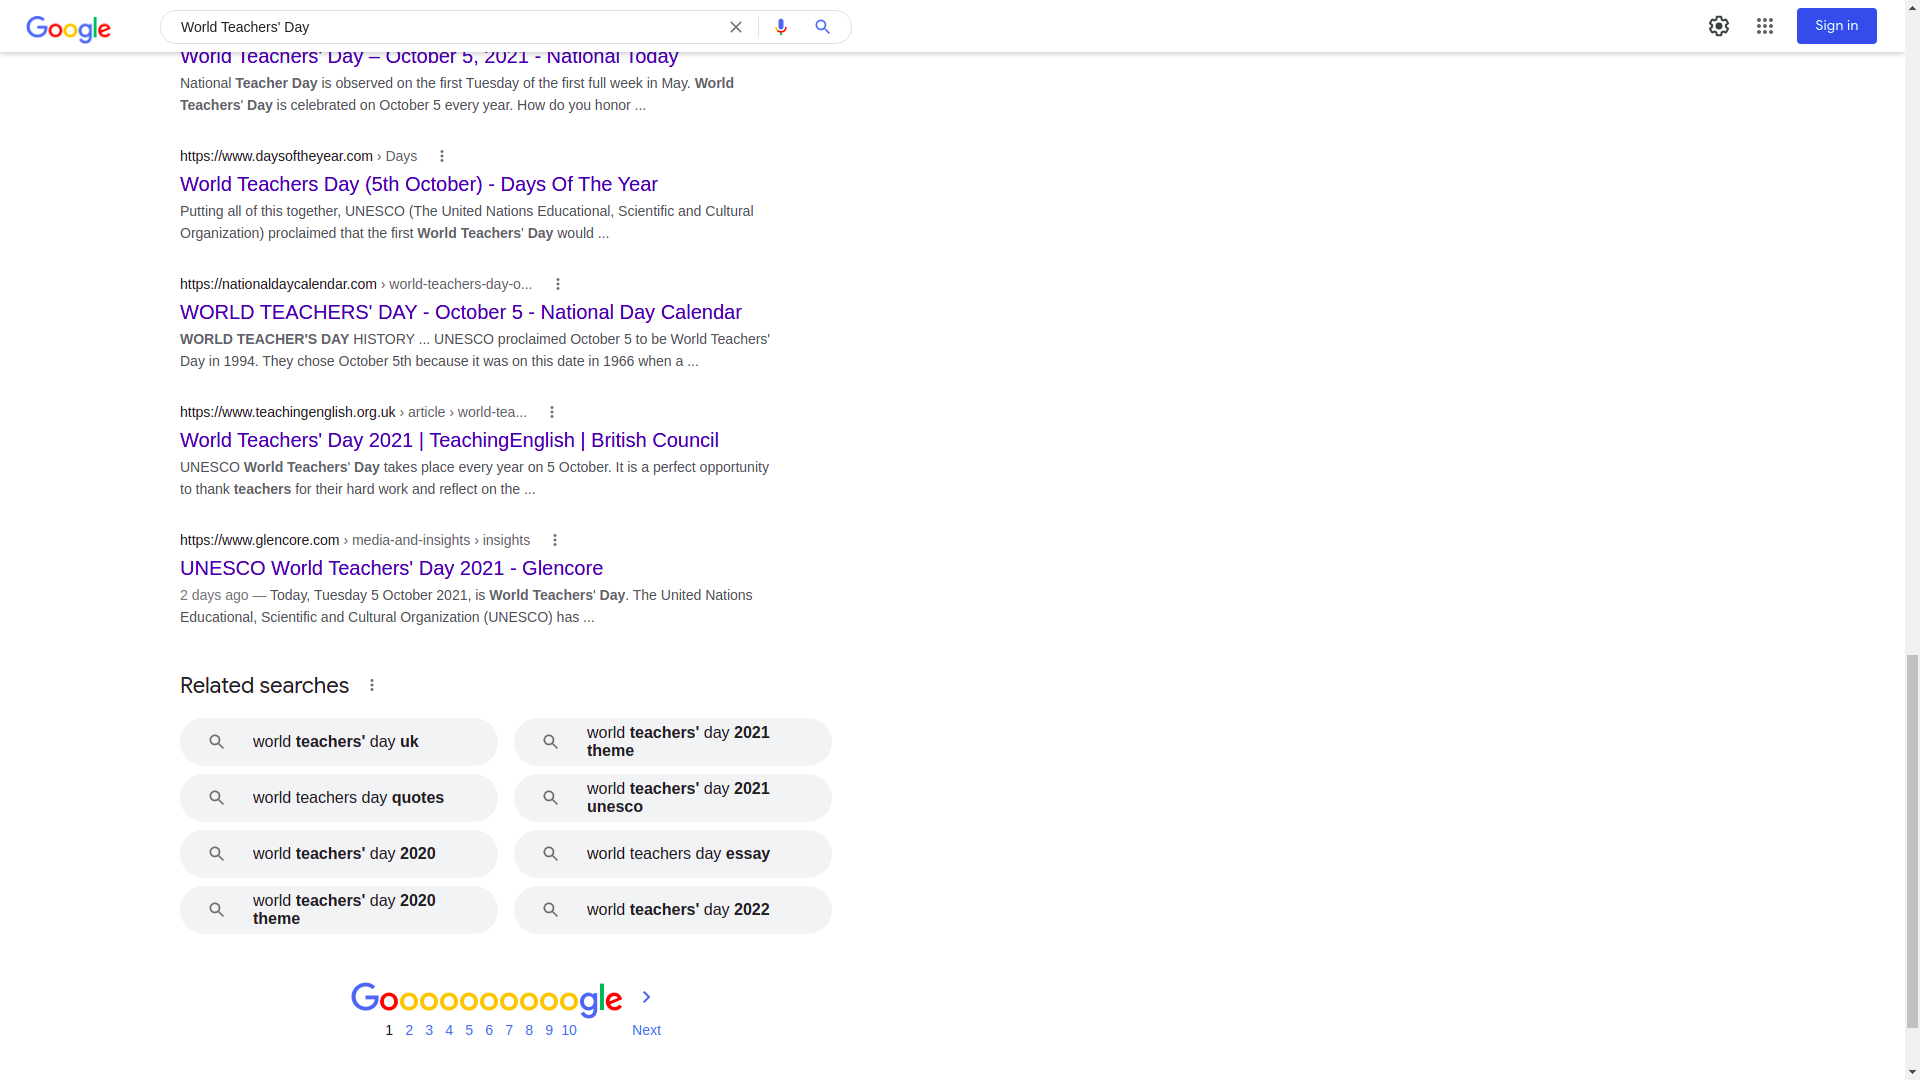 Google
World Teachers' Day
Sign in
World Teachers' Day – October 5, 2021 - National Today
National Teacher Day is observed on the first Tuesday of the first full week in May. World
Teachers' Day is celebrated on October 5 every year. How do you honor ...
https://www.daysoftheyear.com › Days
World Teachers Day (5th October) - Days Of The Year
Putting all of this together, UNESCO (The United Nations Educational, Scientific and Cultural
Organization) proclaimed that the first World Teachers' Day would ...
https://nationaldaycalendar.com › world-teachers-day-o...
WORLD TEACHERS' DAY - October 5 - National Day Calendar
WORLD TEACHER'S DAY HISTORY ... UNESCO proclaimed October 5 to be World Teachers'
Day in 1994. They chose October 5th because it was on this date in 1966 when a ...
https://www.teachingenglish.org.uk › article › world-tea...
World Teachers' Day 2021 | TeachingEnglish | British Council
UNESCO World Teachers' Day takes place every year on 5 October. It is a perfect opportunity
to thank teachers for their hard work and reflect on the ...
https://www.glencore.com › media-and-insights › insights
UNESCO World Teachers' Day 2021 - Glencore
2 days ago — Today, Tuesday 5 October 2021, is World Teachers' Day. The United Nations
Educational, Scientific and Cultural Organization (UNESCO) has ...
Related searches
world teachers' day uk
world teachers' day 2021
theme
world teachers day quotes
world teachers' day 2021
unesco
world teachers' day 2020
world teachers day essay
world teachers' day 2020
theme
world teachers' day 2022
Goooooooooogle
1 2 3 4 5 6 7 8 9 10 Next